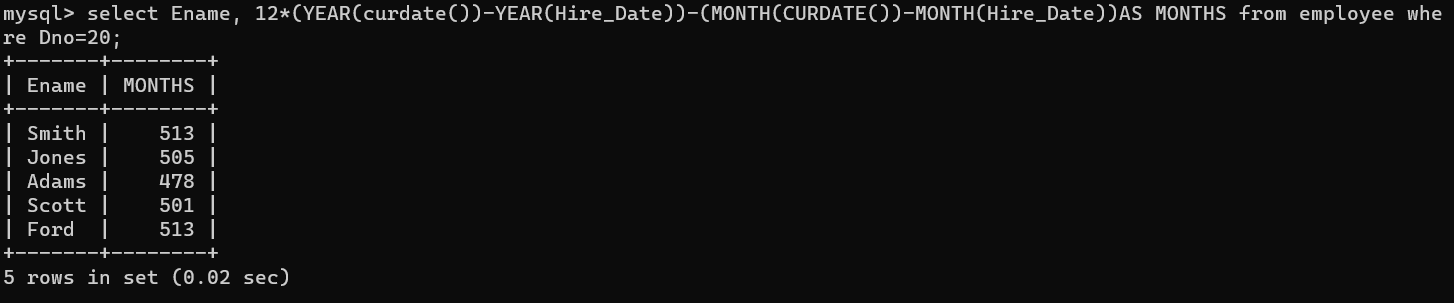 mysql> select Ename, 12*(YEAR(curdate())-YEAR(Hire_Date))-(MONTH(CURDATE())-MONTH(Hire_Date))AS MONTHS from employee whe
re Dno=20;
+-------+--------+
| Ename | MONTHS |
+-------+--------+
| Smith |    513 |
| Jones |    505 |
| Adams |    478 |
| Scott |    501 |
| Ford  |    513 |
+-------+--------+
5 rows in set (0.02 sec)